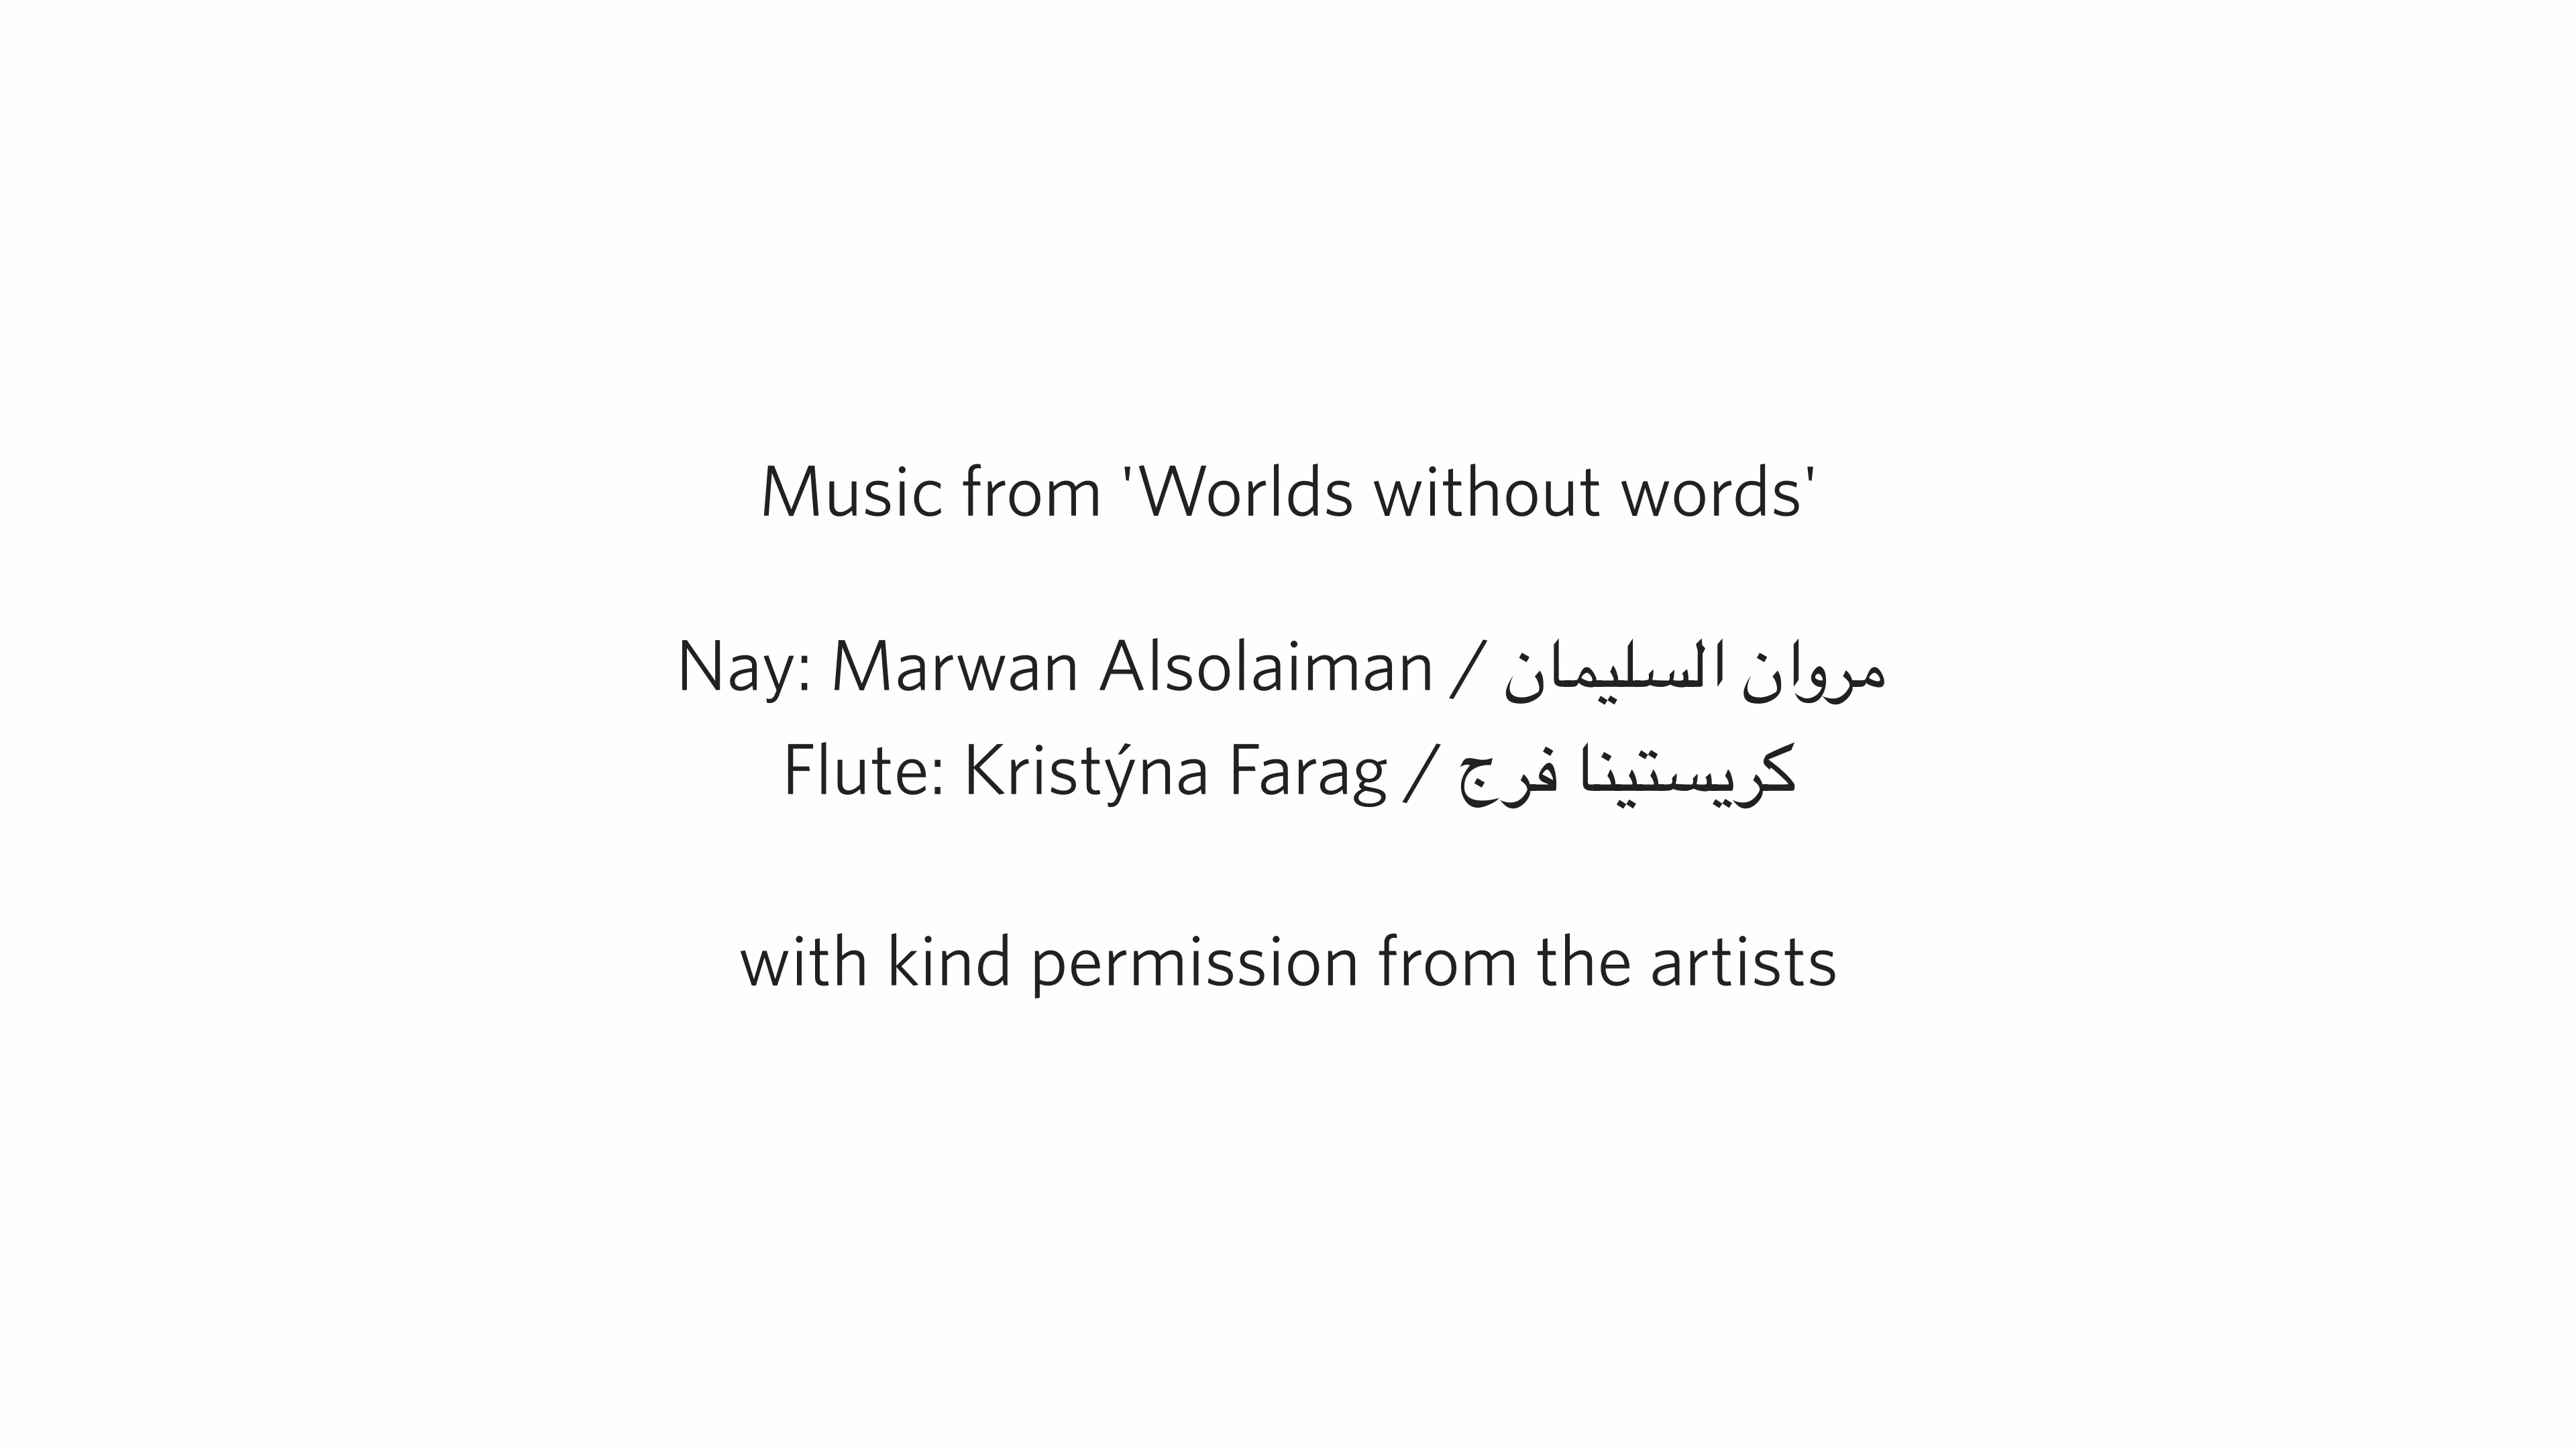 Music from 'Worlds without words'
Nay: Marwan Alsolaiman / مروان السليمان
Flute: Kristýna Farag / كريستينا فرج
with kind permission from the artists